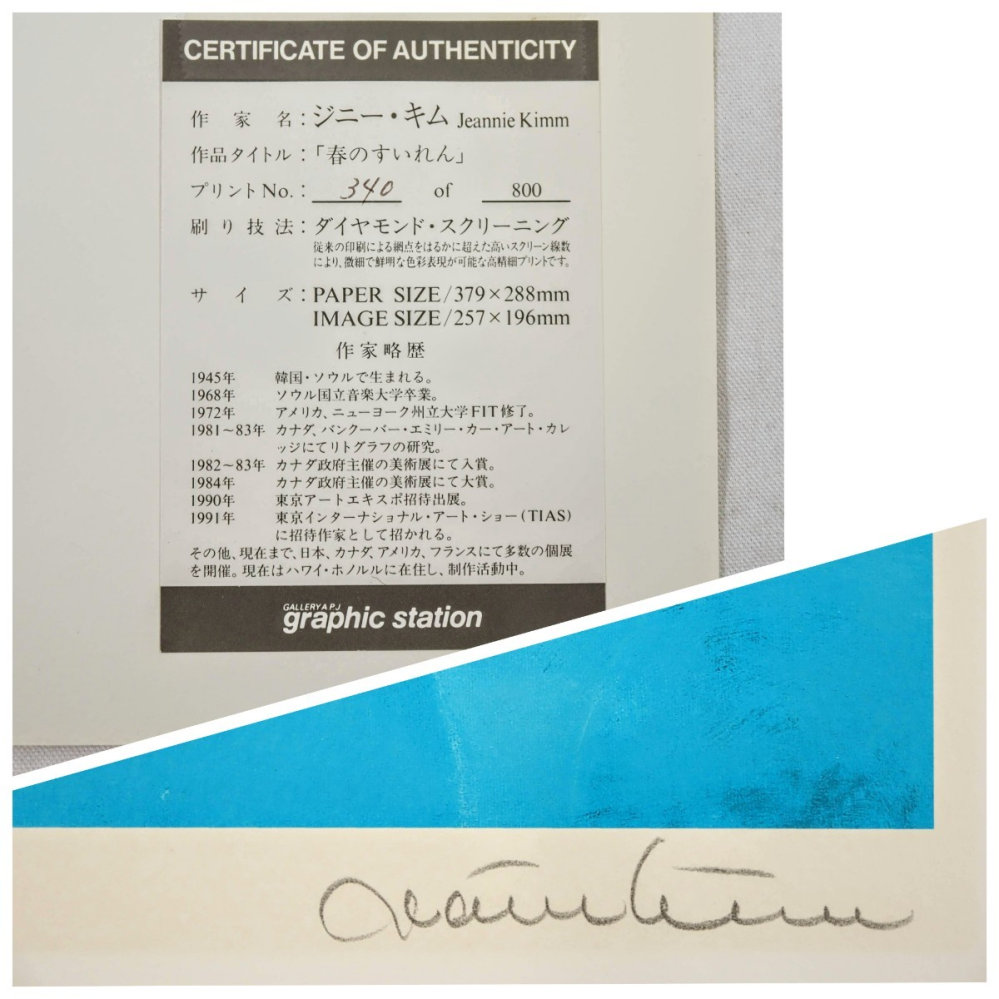 CERTIFICATE OF AUTHENTICITY
作家名：ジニー・キム Jeannie Kimm
作品タイトル：「春のすいれん」
プリントNo.： 340 of 800
刷り技法：ダイヤモンド・スクリーニング
従来の印刷による網点をはるかに超えた高いスクリーン線数
により、微細で鮮明な色彩表現が可能な高精細プリントです。
サイズ：PAPER SIZE/379×288mm
IMAGE SIZE/257×196mm
作家略歴
1945年 韓国・ソウルで生まれる。
1968年 ソウル国立音楽大学卒業。
1972年 アメリカ、ニューヨーク州立大学FIT修了。
1981～83年 カナダ、バンクーバー・エミリー・カー・アート・カレ
ッジにてリトグラフの研究。
1982～83年 カナダ政府主催の美術展にて入賞。
1984年 カナダ政府主催の美術展にて大賞。
1990年 東京アートエキスポ招待出展。
1991年 東京インターナショナル・アート・ショー(TIAS)
に招待作家として招かれる。
その他、現在まで、日本、カナダ、アメリカ、フランスにて多数の個展
を開催。現在はハワイ・ホノルルに在住し、制作活動中。
GALLERY A P J
graphic station
Jeannie Kimm